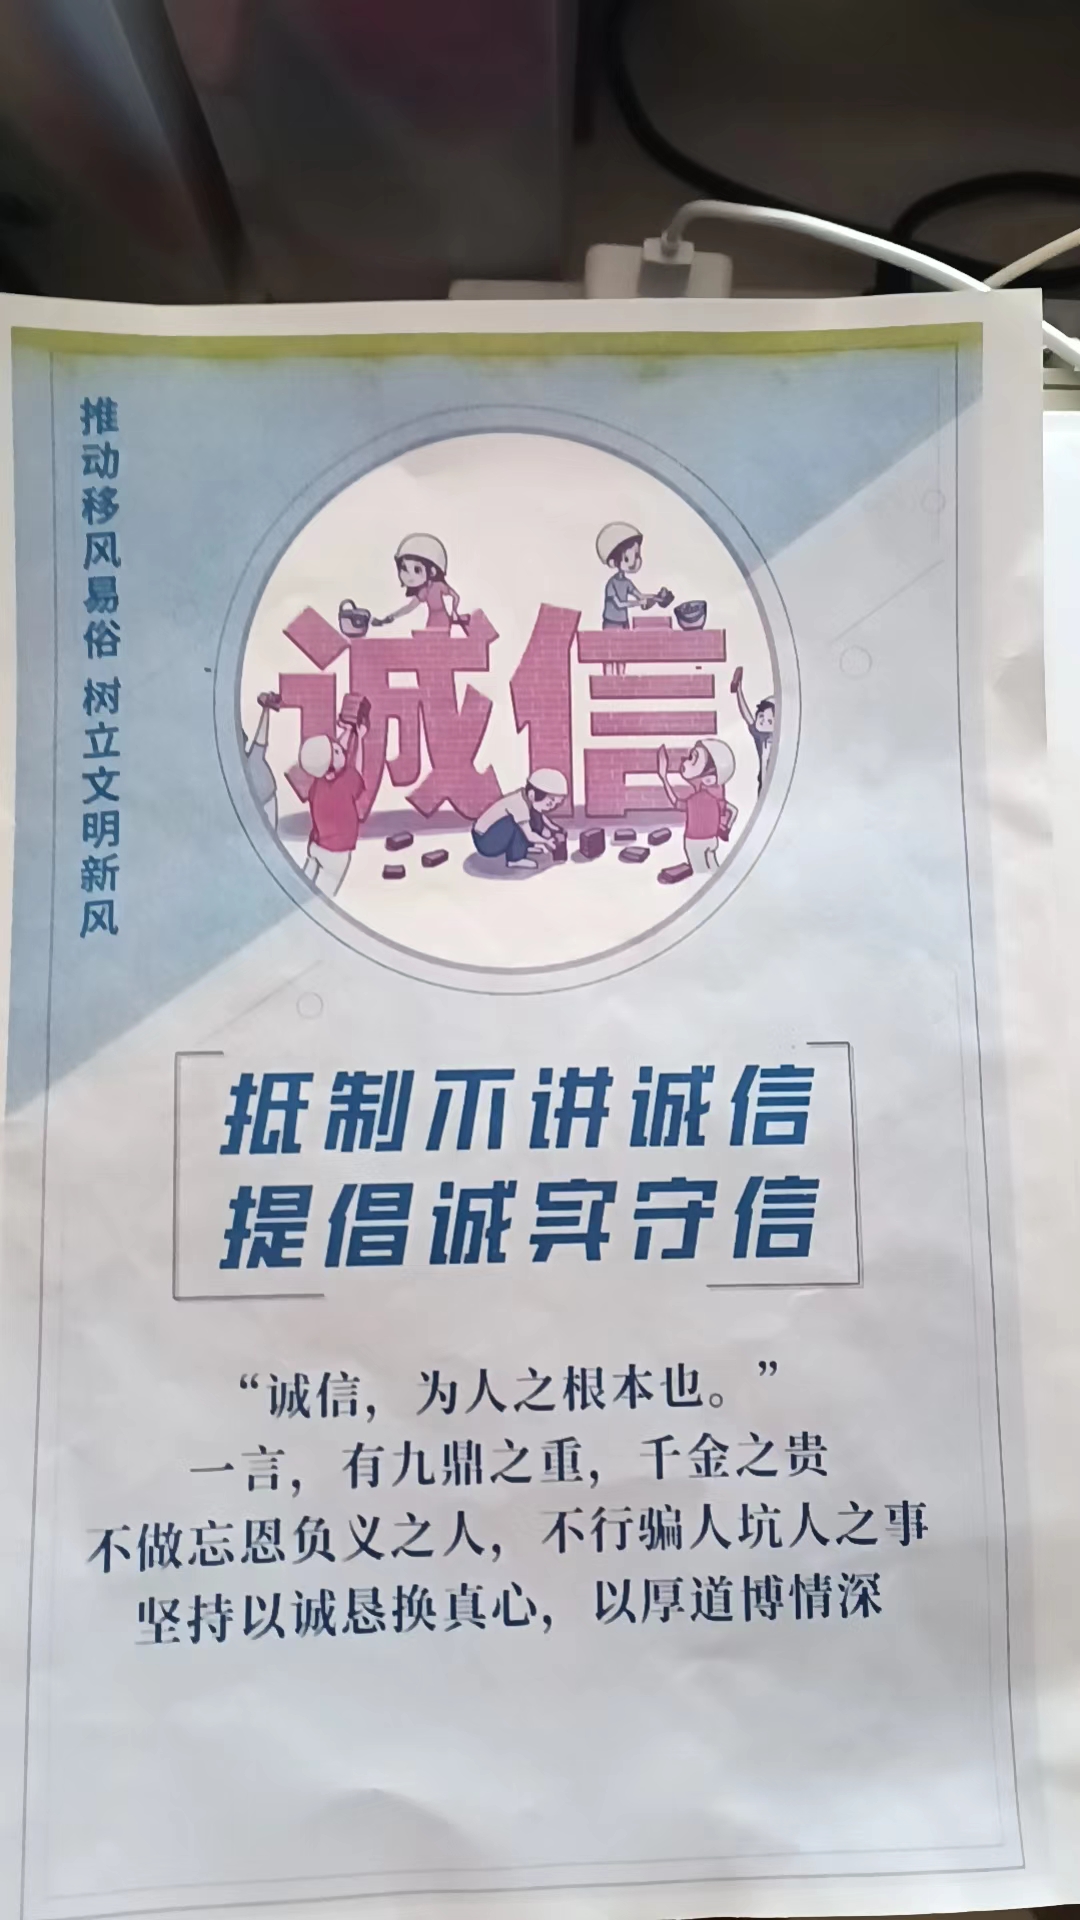 推动移风易俗 树立文明新风
诚信
抵制不讲诚信
提倡诚实守信
“诚信，为人之根本也。”
一言，有九鼎之重，千金之贵
不做忘恩负义之人，不行骗人坑人之事
坚持以诚恳换真心，以厚道博情深